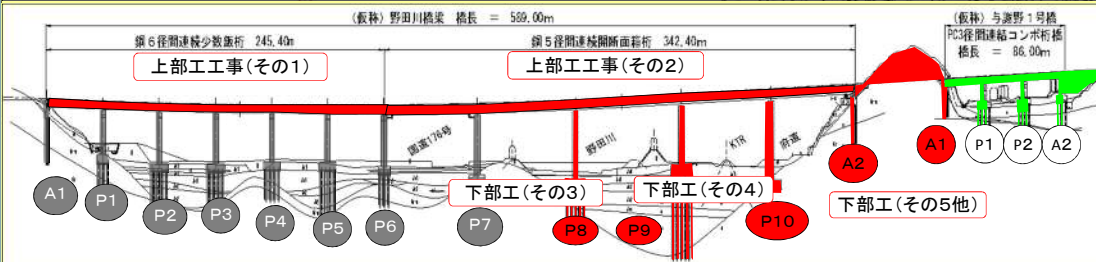 (仮称) 野田川橋梁 橋長 = 589.00m
(仮称) 与謝野1号橋
鋼6径間連続少数鈑桁 245.40m
鋼5径間連続開断面箱桁 342.40m
PC3径間連結コンポ桁橋
橋長 = 86.00m
上部工工事(その1)
上部工工事(その2)
国道176号
野田川
KTR
府道
下部工(その3)
下部工(その4)
下部工(その5他)
A1
P1
P2
P3
P4
P5
P6
P7
P8
P9
P10
A2
A1
P1
P2
A2